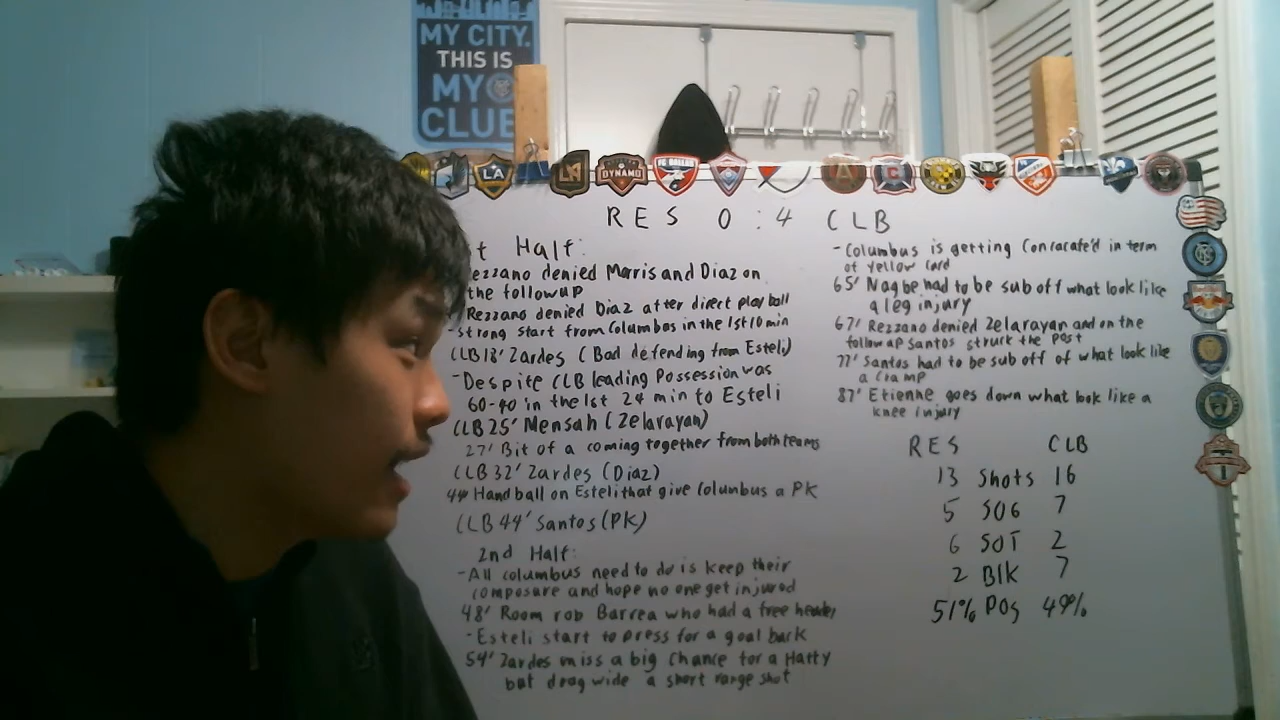 MY CITY.
THIS IS
MY
CLUB
LA
DYNAMO
FC DALLAS
RES 0:4 CLB
t Half:
Rezzano denied Morris and Diaz on
the followup
Rezzano denied Diaz after direct play ball
-strong start from Columbus in the 1st 10 min
CLB 18' Zardes (Bad defending from Esteli)
-Despite CLB leading Possession was
60-40 in the 1st 24 min to Esteli
CLB 25' Mensah (Zelarayan)
27' Bit of a coming together from both teams
CLB 32' Zardes (Diaz)
44' Handball on Esteli that give Columbus a PK
CLB 44' Santos (PK)
2nd Half:
-All columbus need to do is keep their
composure and hope no one get injured
48' Room rob Barrea who had a free header
-Esteli start to press for a goal back
54' Zardes miss a big chance for a Hatty
but drag wide a short range shot
-Columbus is getting Concacafe'd in term
of Yellow Card
65' Nagbe had to be sub off what look like
a leg injury
67' Rezzano denied Zelarayan and on the
follow up Santos struck the post
77' Santos had to be sub off of what look like
a cramp
87' Etienne goes down what look like a
knee injury
RES CLB
13 Shots 16
5 SOG 7
6 SOT 2
2 Blk 7
51% Pos 49%